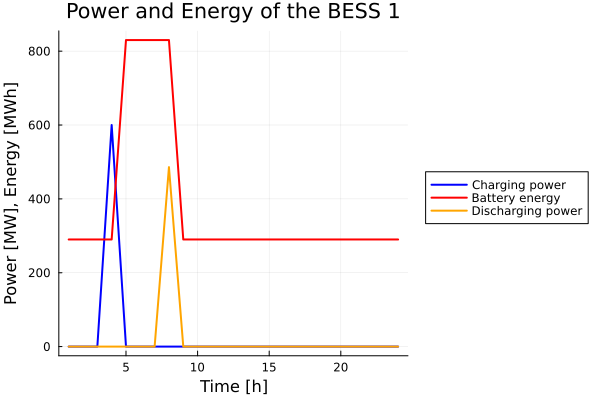 Power and Energy of the BESS 1
Power [MW], Energy [MWh]
800
600
400
200
0
5 10 15 20
Time [h]
Charging power
Battery energy
Discharging power